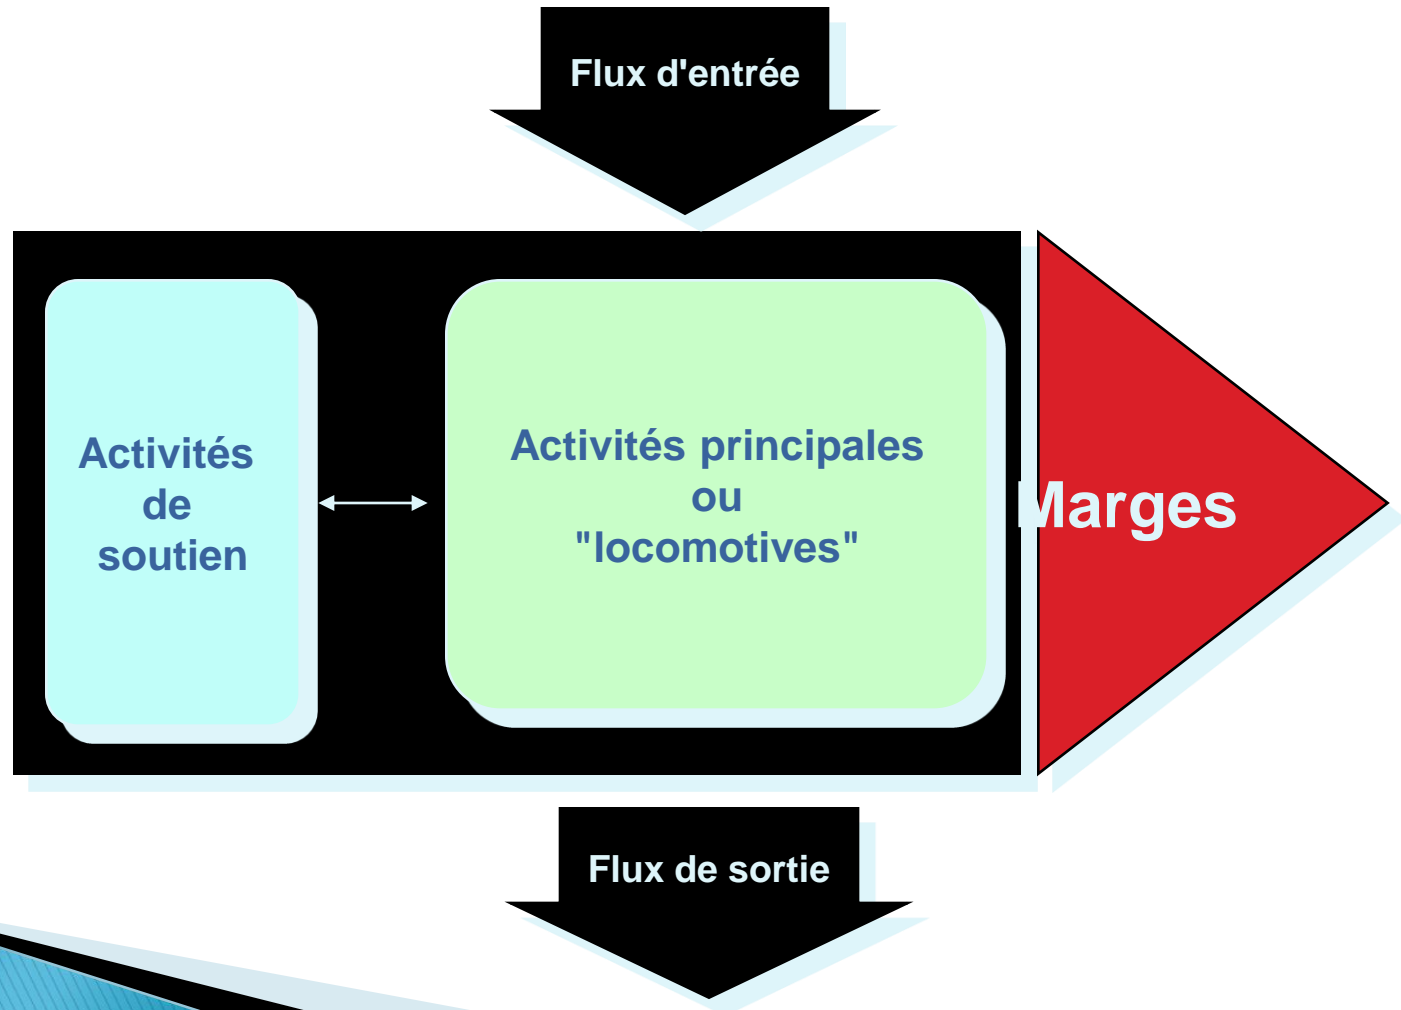 Flux d'entrée
Activités
de
soutien
Activités principales
ou
"locomotives"
Marges
Flux de sortie